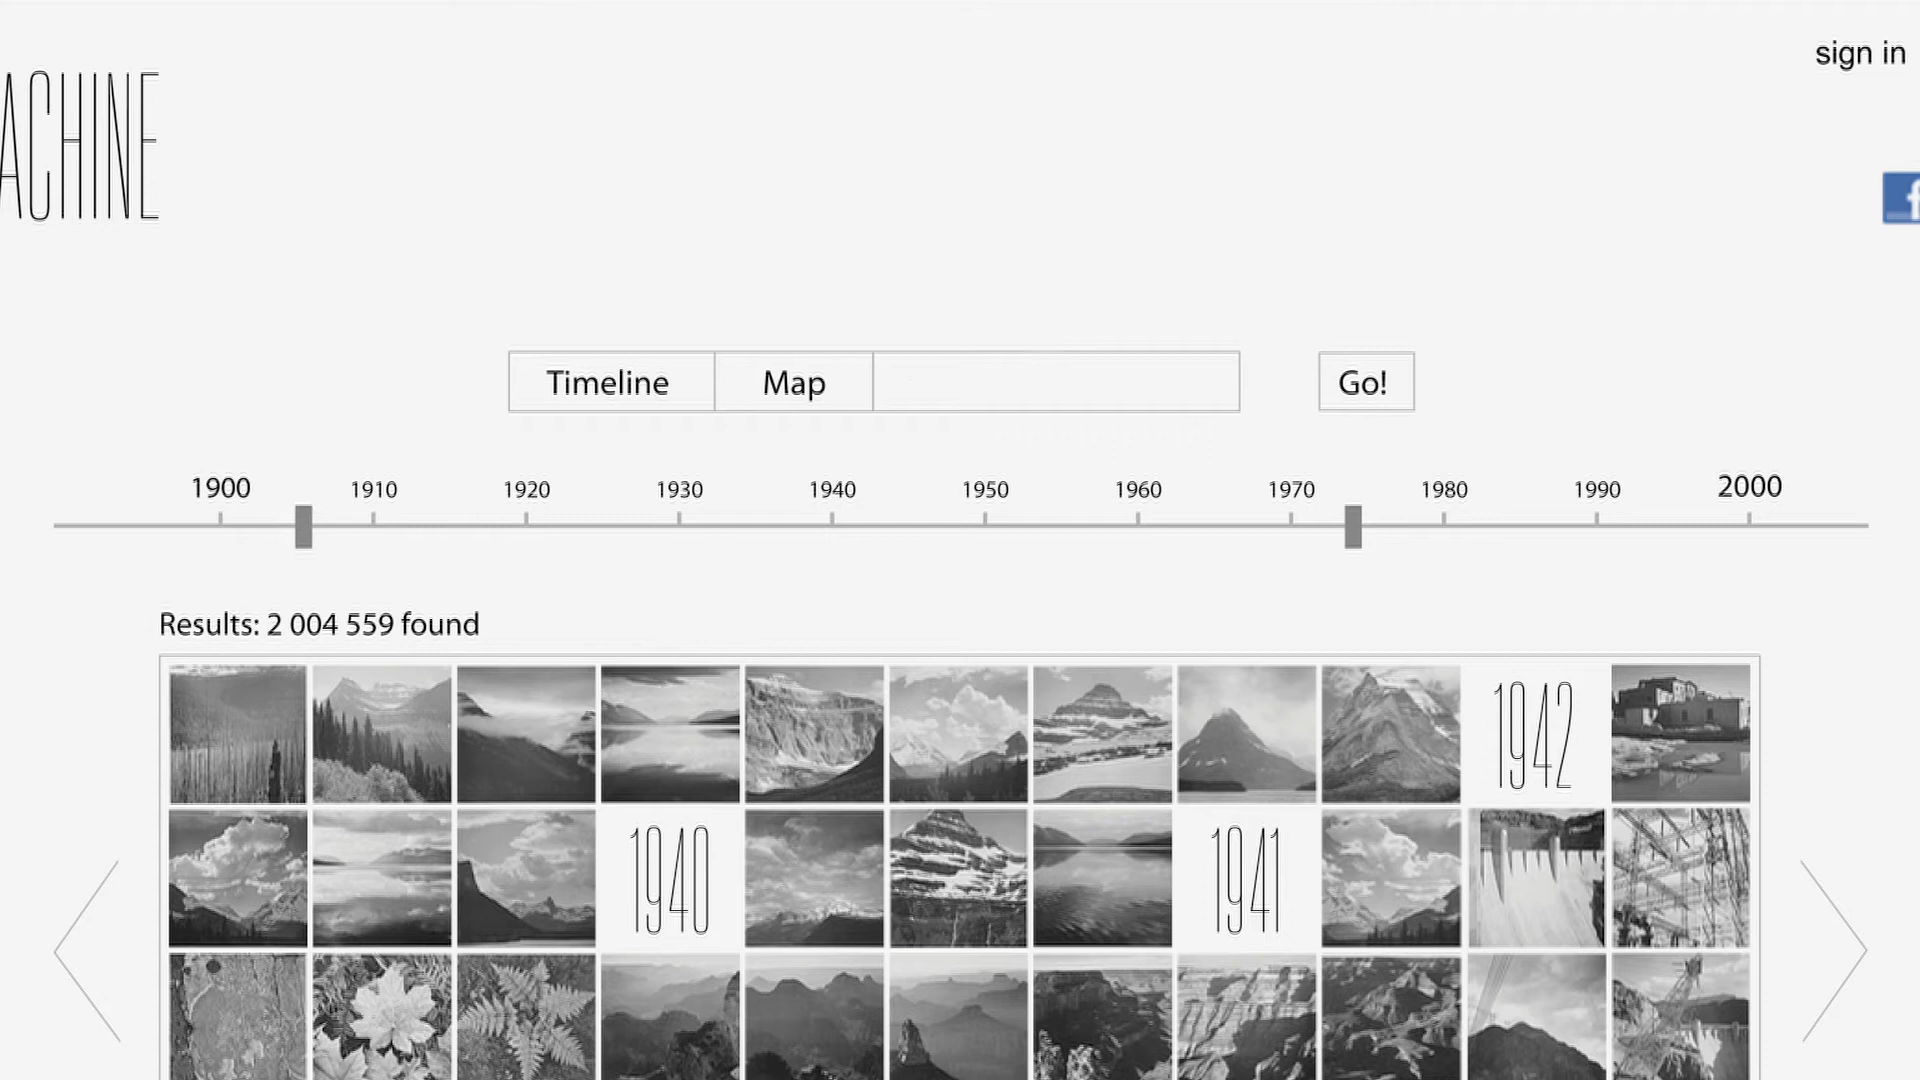 sign in
ACHINE
f
Timeline Map Go!
1900 1910 1920 1930 1940 1950 1960 1970 1980 1990 2000
Results: 2 004 559 found
1942
1940 1941